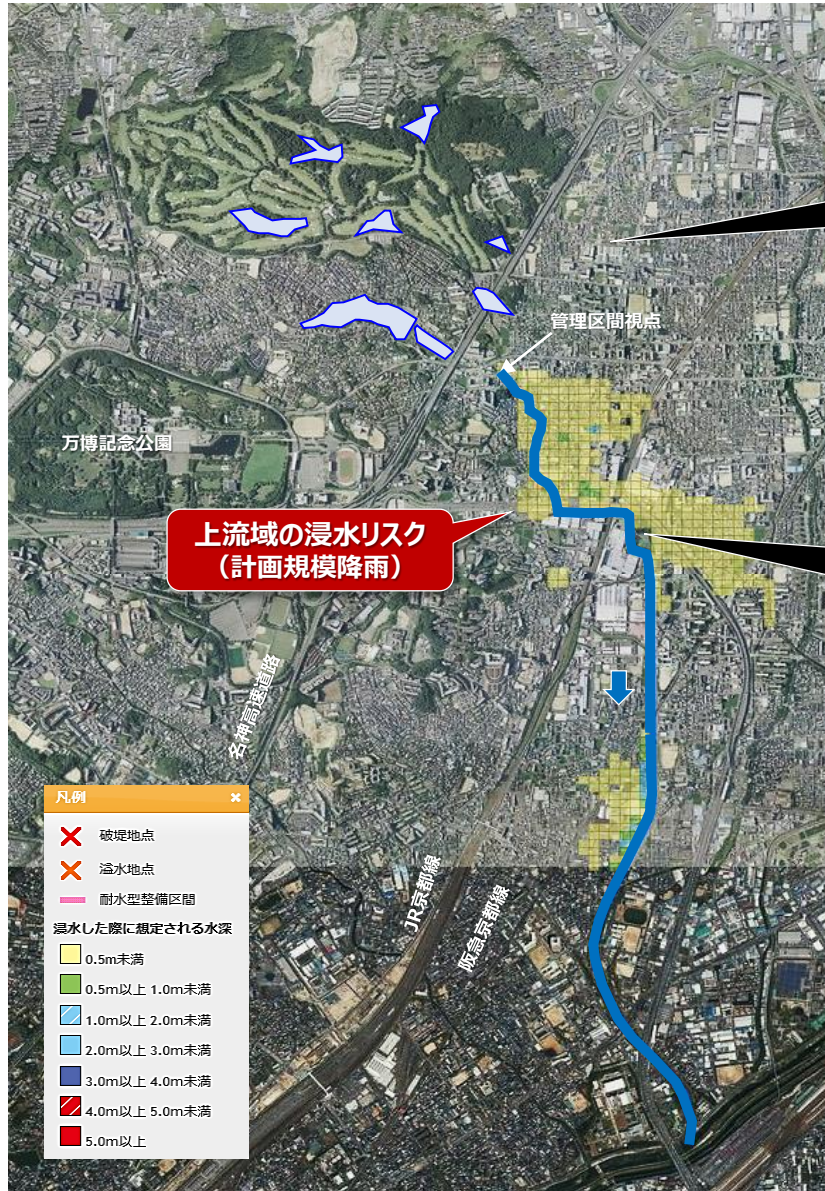 管理区間視点
万博記念公園
上流域の浸水リスク
（計画規模降雨）
名神高速道路
JR京都線
阪急京都線
凡例
×
破堤地点
溢水地点
耐水型整備区間
浸水した際に想定される水深
0.5m未満
0.5m以上 1.0m未満
1.0m以上 2.0m未満
2.0m以上 3.0m未満
3.0m以上 4.0m未満
4.0m以上 5.0m未満
5.0m以上